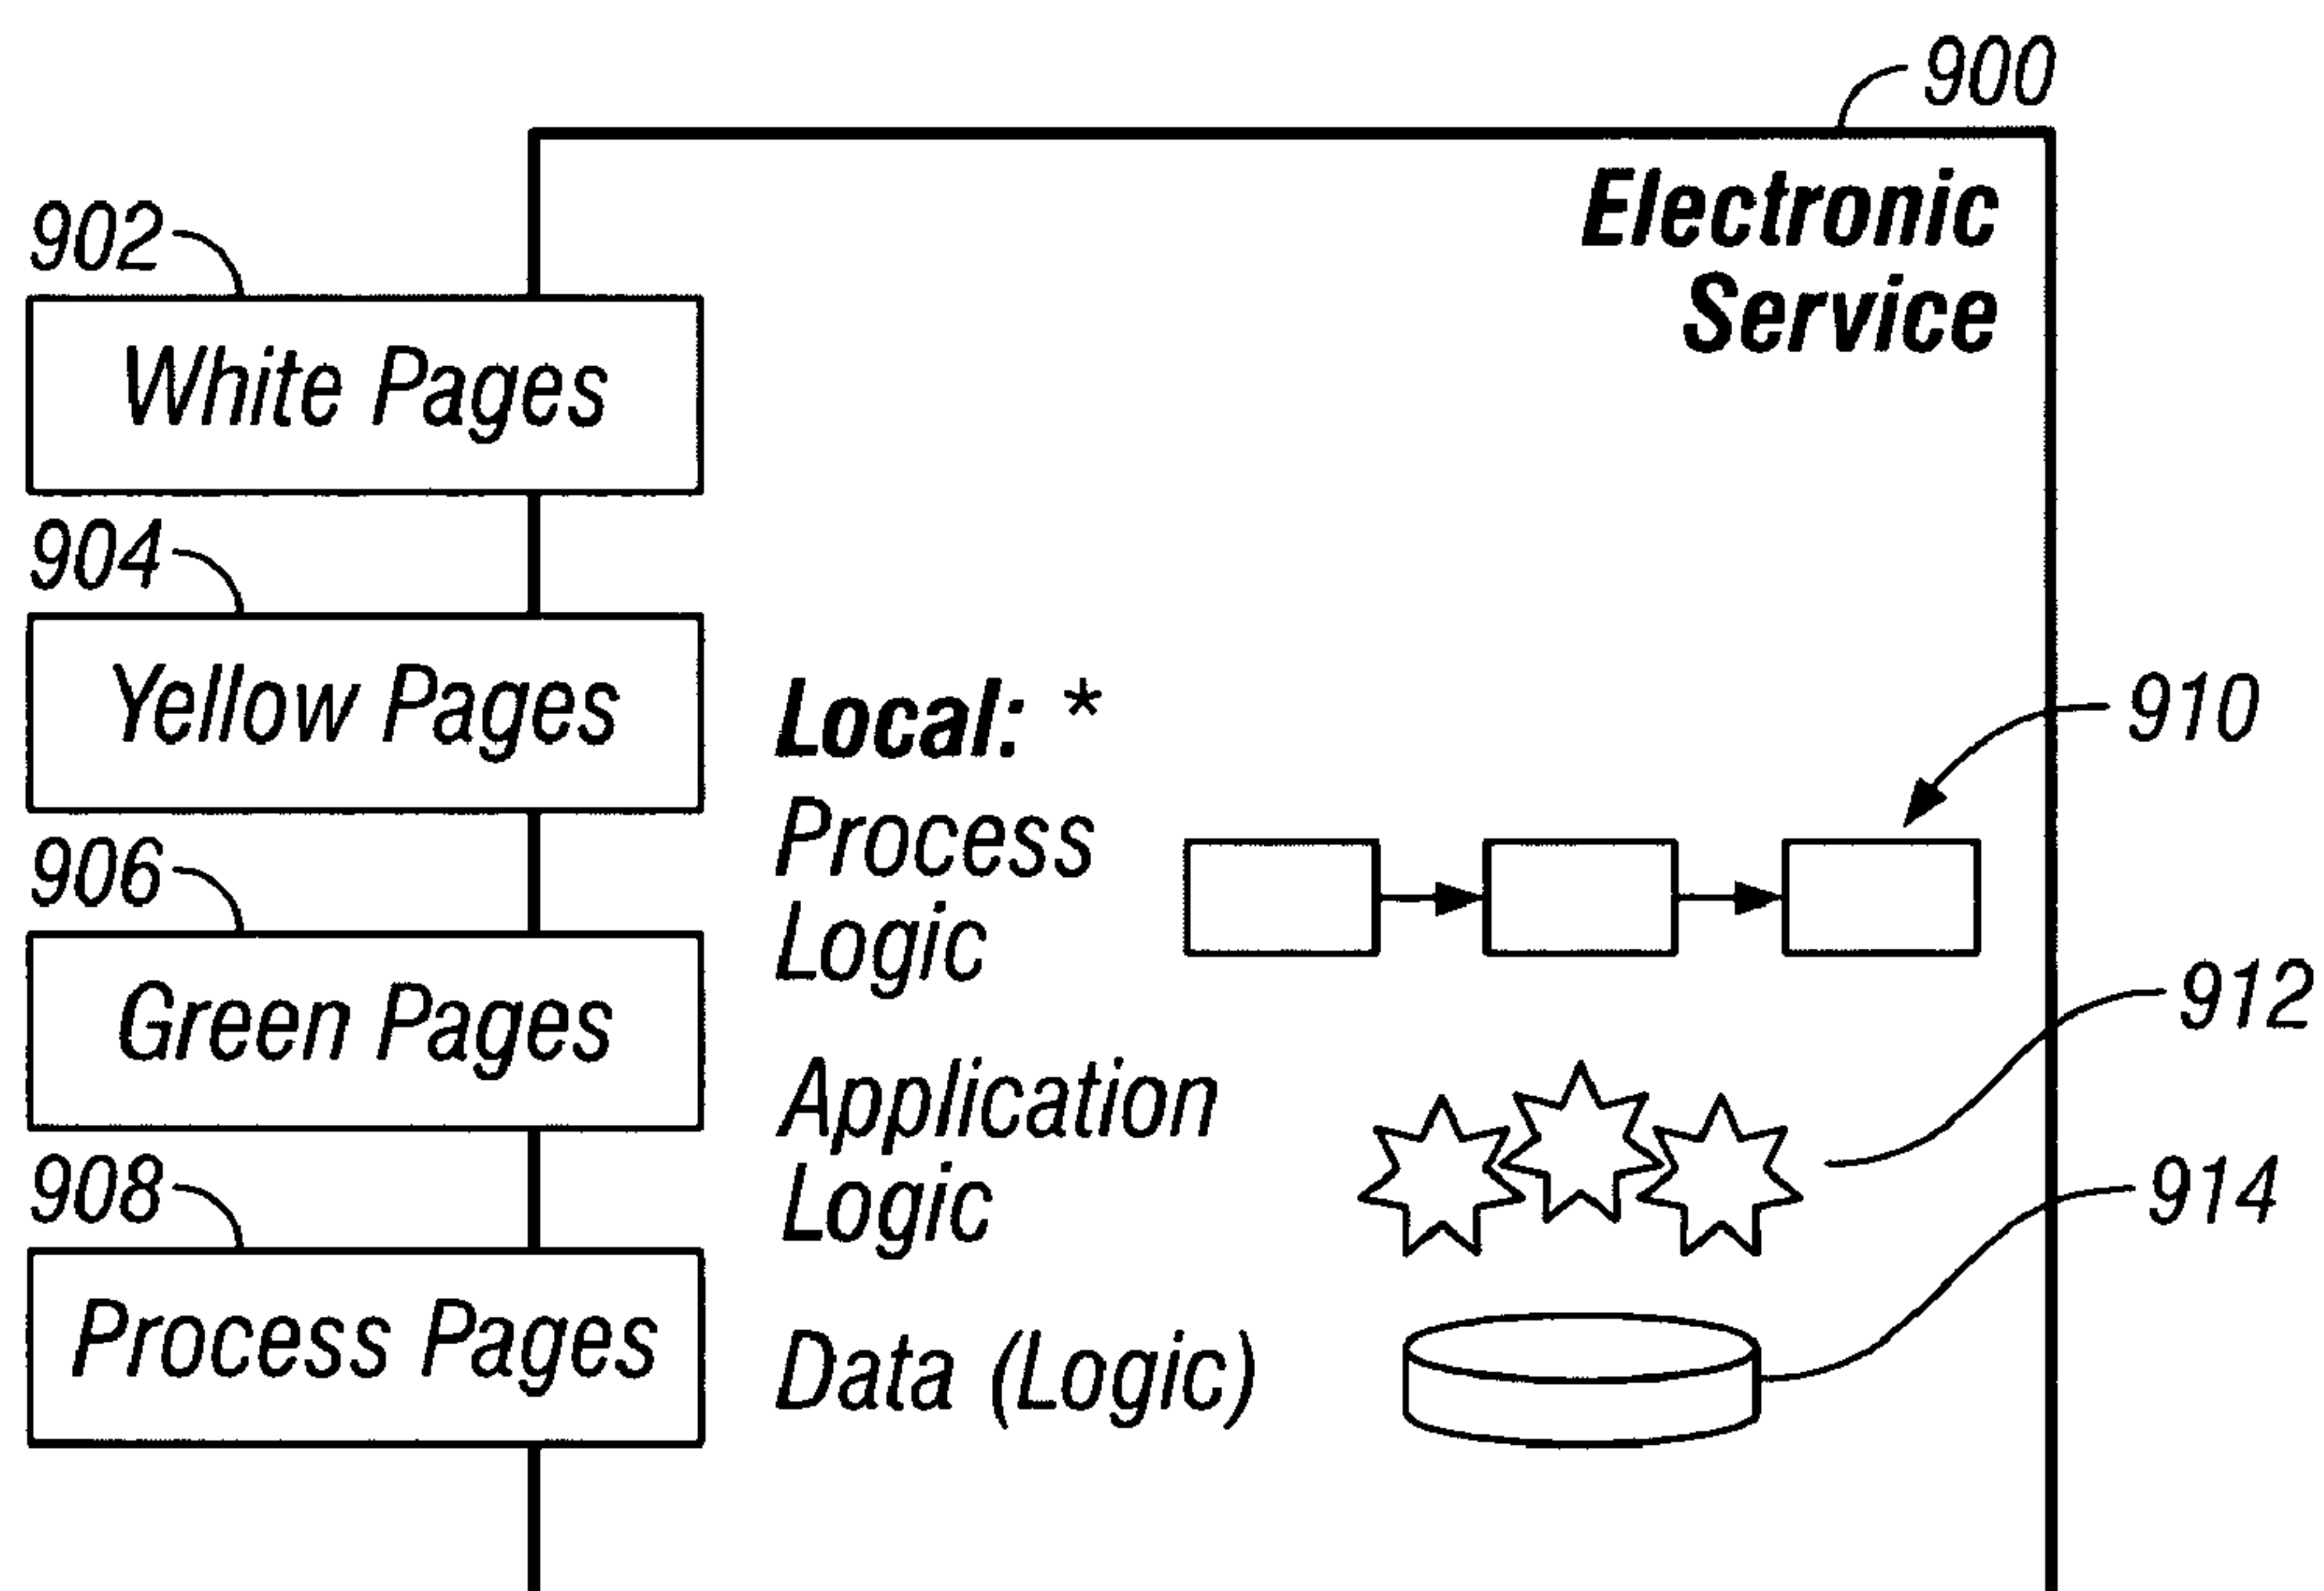 900
Electronic
Service
902
White Pages
904
Yellow Pages
Local: *
910
Process
Logic
906
Green Pages
912
Application
Logic
908
Process Pages
914
Data (Logic)